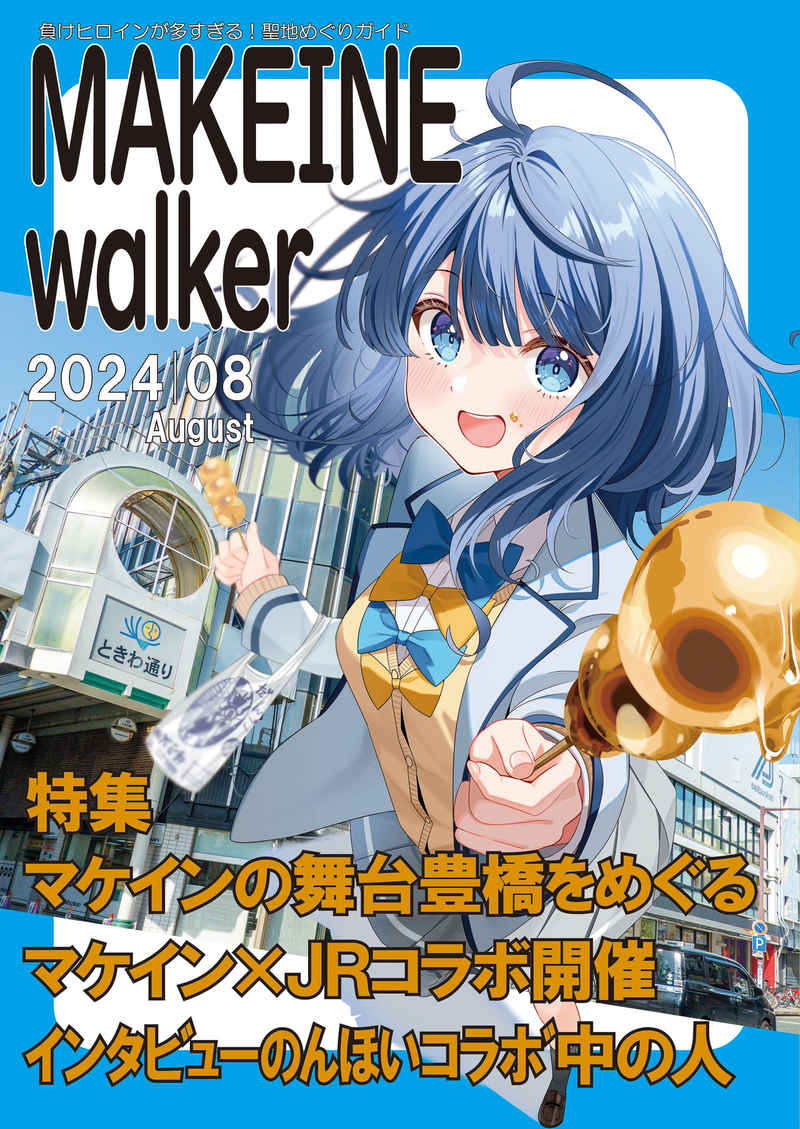 負けヒロインが多すぎる！聖地めぐりガイド
MAKEINE
walker
2024|08
August
ときわ通り
特集
マケインの舞台豊橋をめぐる
マケイン×JRコラボ開催
インタビューのんほいコラボ中の人
P